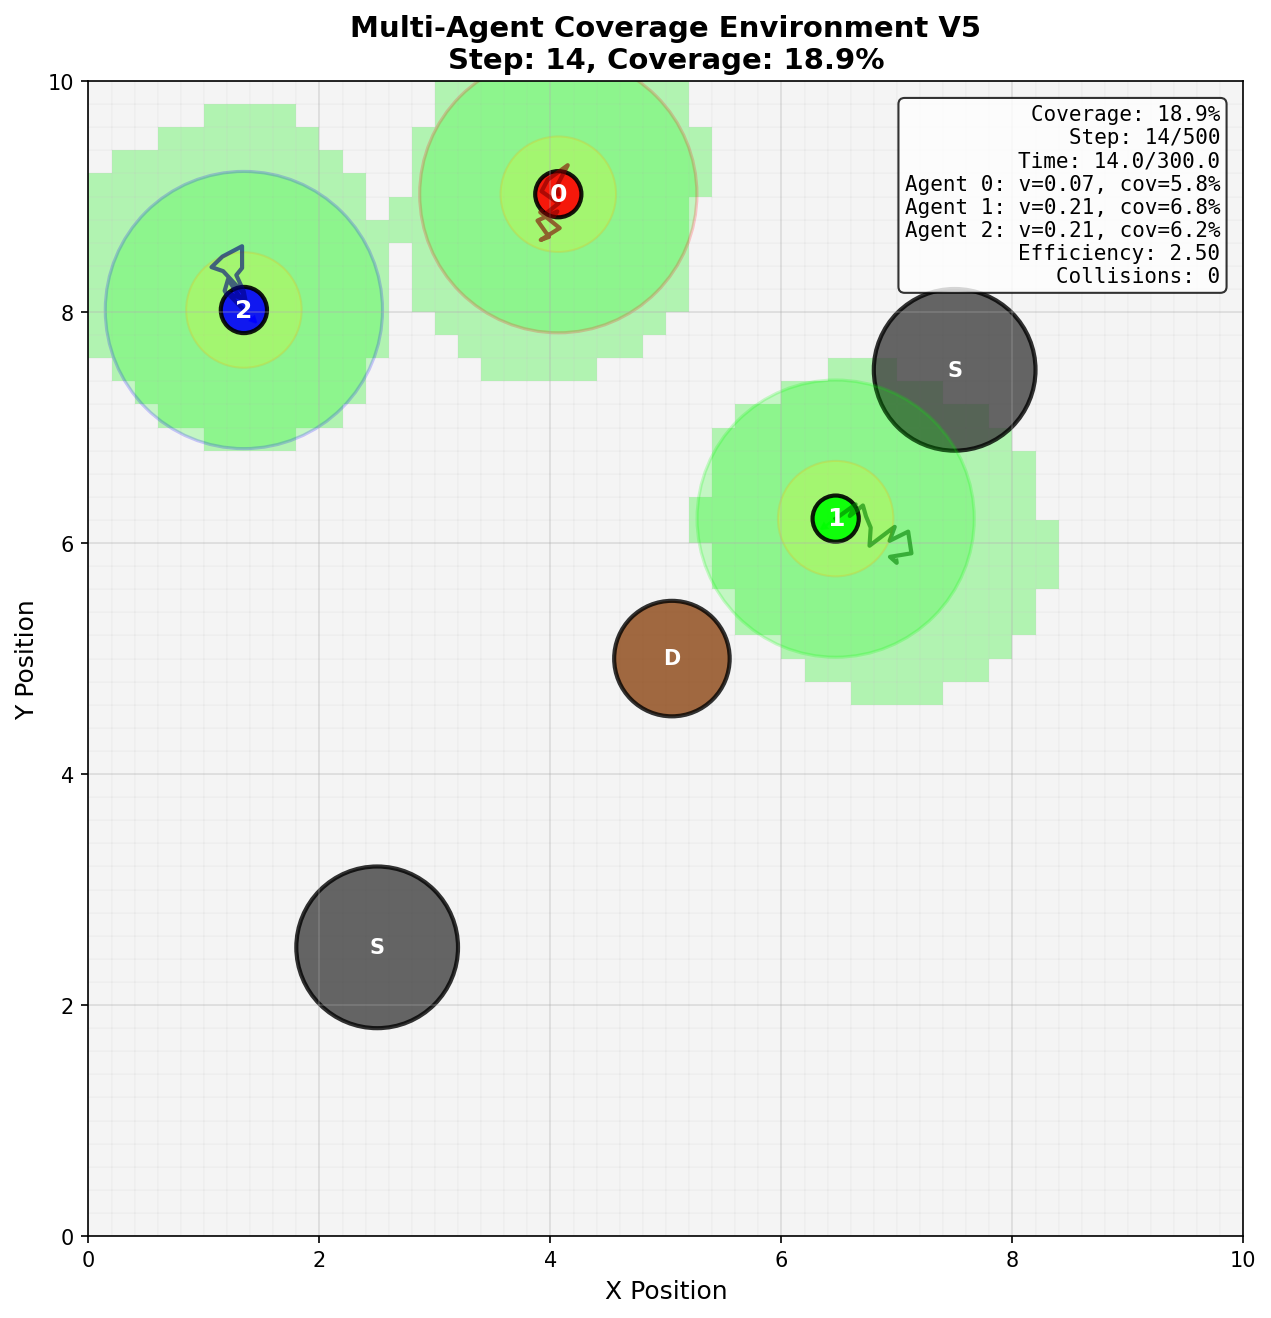 Multi-Agent Coverage Environment V5
Step: 14, Coverage: 18.9%
Coverage: 18.9%
Step: 14/500
Time: 14.0/300.0
Agent 0: v=0.07, cov=5.8%
Agent 1: v=0.21, cov=6.8%
Agent 2: v=0.21, cov=6.2%
Efficiency: 2.50
Collisions: 0
10
8
6
4
2
0
Y Position
0
2
1
S
D
S
0 2 4 6 8 10
X Position